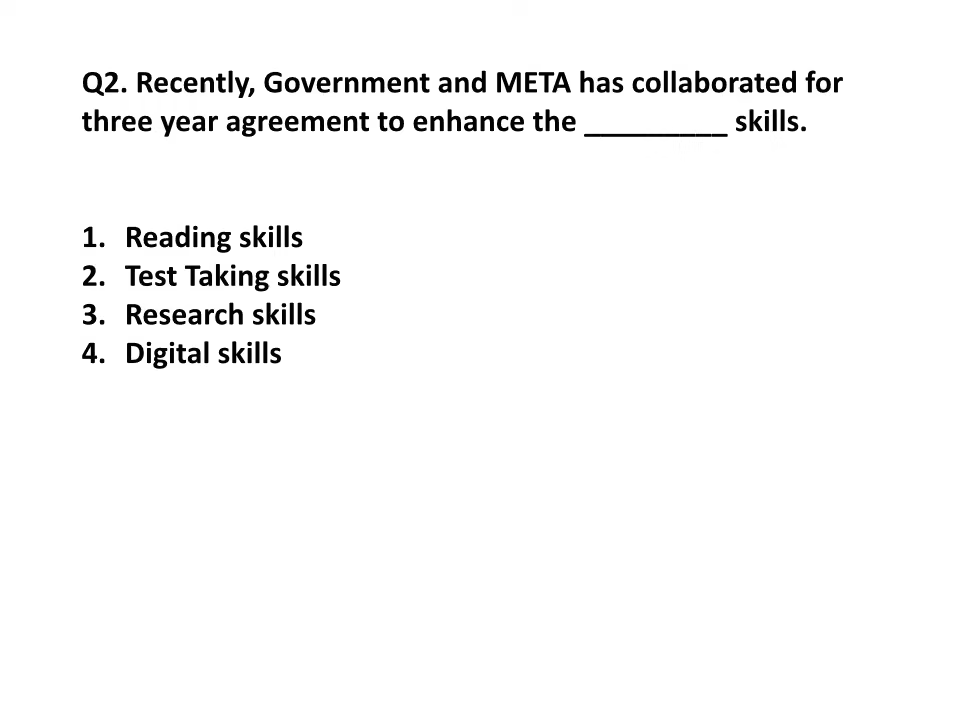 Q2. Recently, Government and META has collaborated for
three year agreement to enhance the _________ skills.
1. Reading skills
2. Test Taking skills
3. Research skills
4. Digital skills